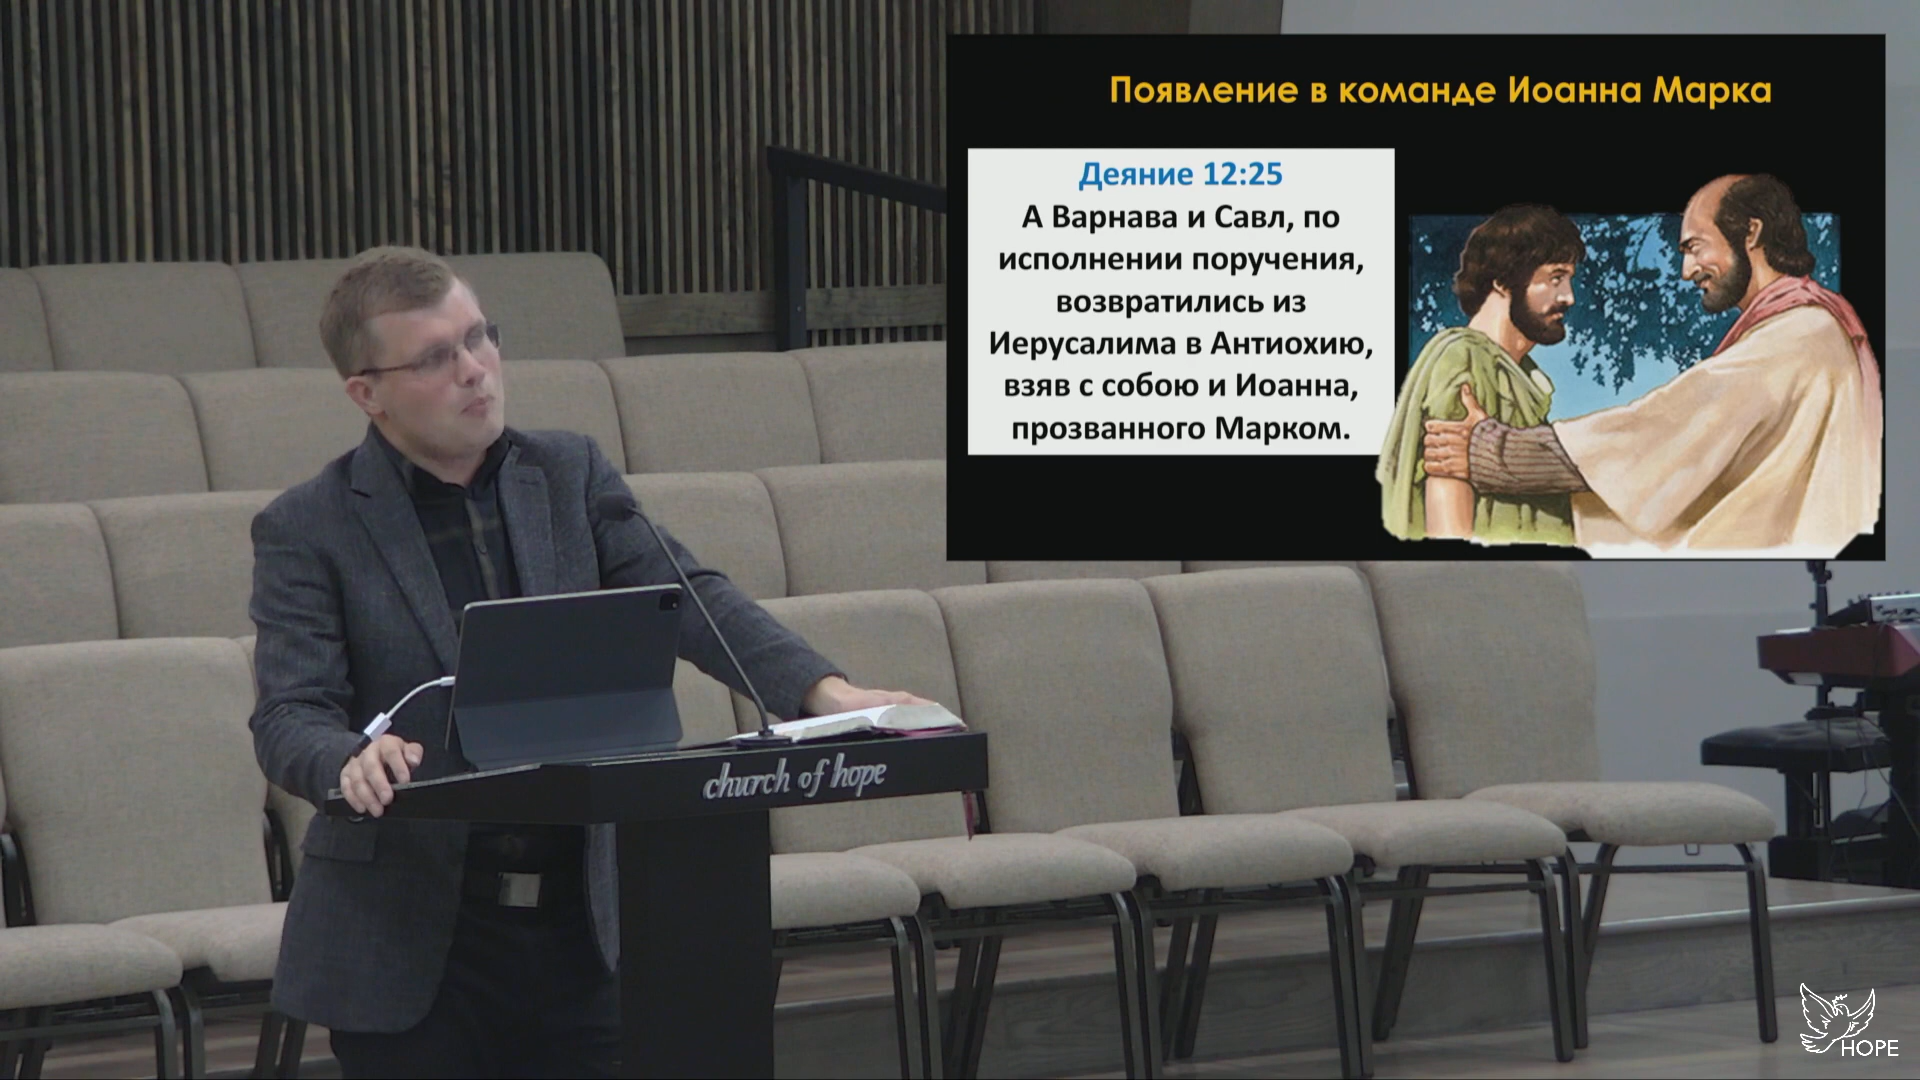 Появление в команде Иоанна Марка
Деяние 12:25
А Варнава и Савл, по
исполнении поручения,
возвратились из
Иерусалима в Антиохию,
взяв с собою и Иоанна,
прозванного Марком.
church of hope
HOPE